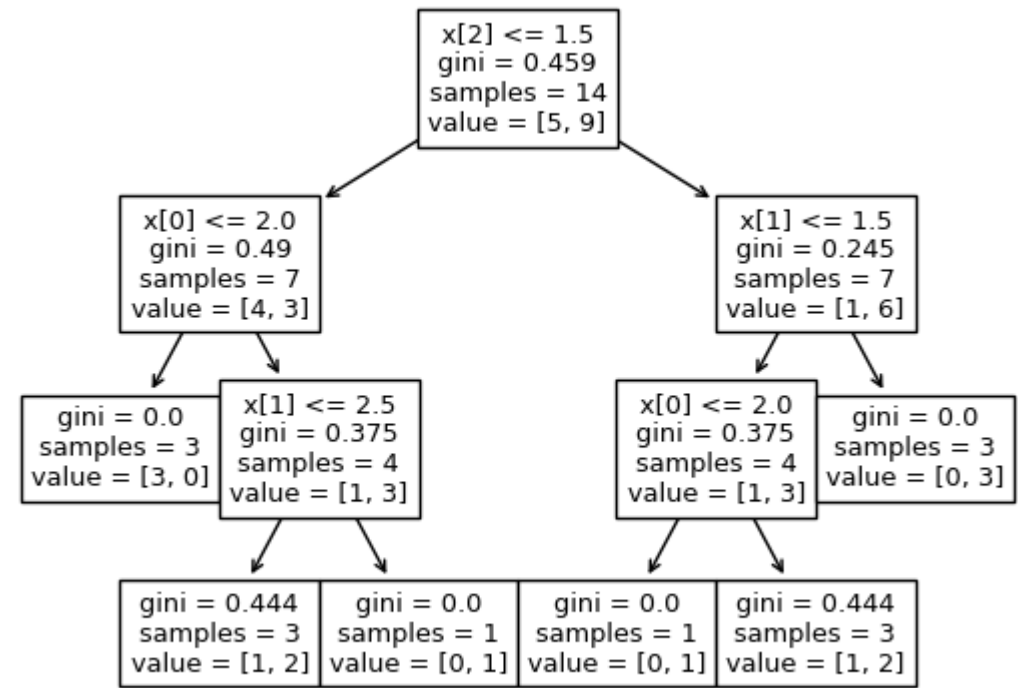 x[2] <= 1.5
gini = 0.459
samples = 14
value = [5, 9]
x[0] <= 2.0
gini = 0.49
samples = 7
value = [4, 3]
x[1] <= 1.5
gini = 0.245
samples = 7
value = [1, 6]
gini = 0.0
samples = 3
value = [3, 0]
x[1] <= 2.5
gini = 0.375
samples = 4
value = [1, 3]
x[0] <= 2.0
gini = 0.375
samples = 4
value = [1, 3]
gini = 0.0
samples = 3
value = [0, 3]
gini = 0.444
samples = 3
value = [1, 2]
gini = 0.0
samples = 1
value = [0, 1]
gini = 0.0
samples = 1
value = [0, 1]
gini = 0.444
samples = 3
value = [1, 2]